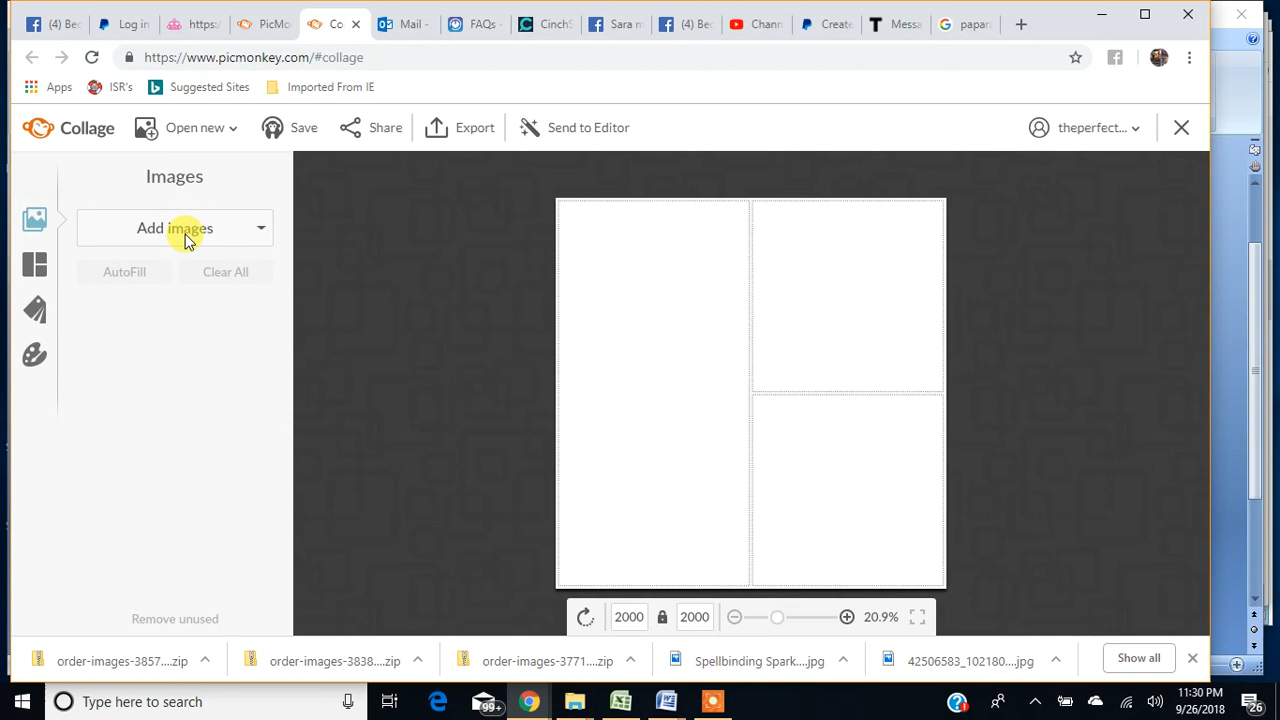 (4) Bec
Log in
https:/
PicMo
Co
Mail -
FAQs -
CinchS
Sara m
(4) Bec
Chann
Create
Messa
papara
https://www.picmonkey.com/#collage
Apps
ISR's
Suggested Sites
Imported From IE
Collage
Open new
Save
Share
Export
Send to Editor
theperfect...
Images
Add images
AutoFill
Clear All
Remove unused
2000
2000
20.9%
order-images-3857....zip
order-images-3838....zip
order-images-3771....zip
Spellbinding Spark....jpg
42506583_102180....jpg
Show all
Type here to search
99+
11:30 PM
9/26/2018
26